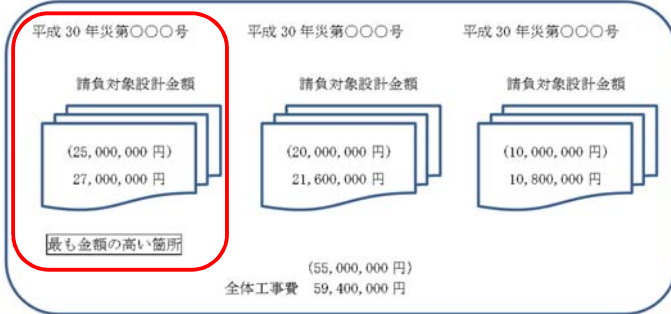 平成 30 年災第○○○号 平成 30 年災第○○○号 平成 30 年災第○○○号
請負対象設計金額 請負対象設計金額 請負対象設計金額
(25,000,000 円) (20,000,000 円) (10,000,000 円)
27,000,000 円 21,600,000 円 10,800,000 円
最も金額の高い箇所
(55,000,000 円)
全体工事費 59,400,000 円